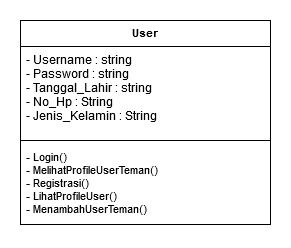 User
- Username : string
- Password : string
- Tanggal_Lahir : string
- No_Hp : String
- Jenis_Kelamin : String
- Login()
- MelihatProfileUserTeman()
- Registrasi()
- LihatProfileUser()
- MenambahUserTeman()